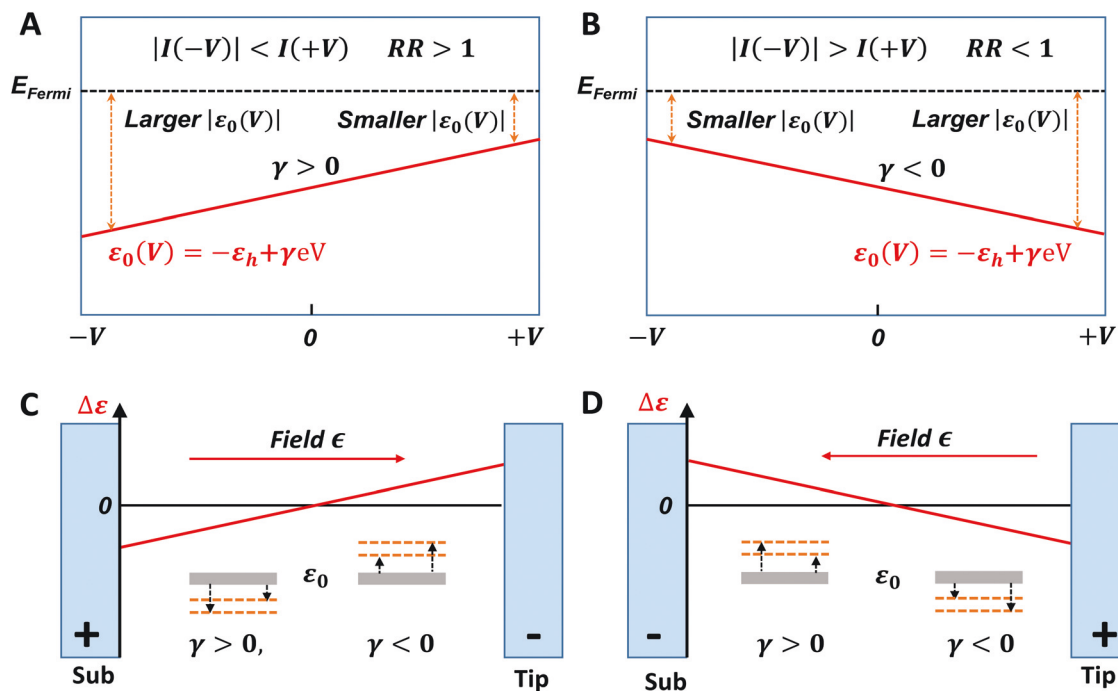 A
|I(−V)| < I(+V) RR > 1
E_Fermi
Larger |ε₀(V)|
Smaller |ε₀(V)|
γ > 0
ε₀(V) = −ε_h+γeV
−V 0 +V
B
|I(−V)| > I(+V) RR < 1
E_Fermi
Smaller |ε₀(V)|
Larger |ε₀(V)|
γ < 0
ε₀(V) = −ε_h+γeV
−V 0 +V
C
Δε
Field ϵ
0
ε₀
γ > 0, γ < 0
+ -
Sub Tip
D
Δε
Field ϵ
0
ε₀
γ > 0 γ < 0
- +
Sub Tip